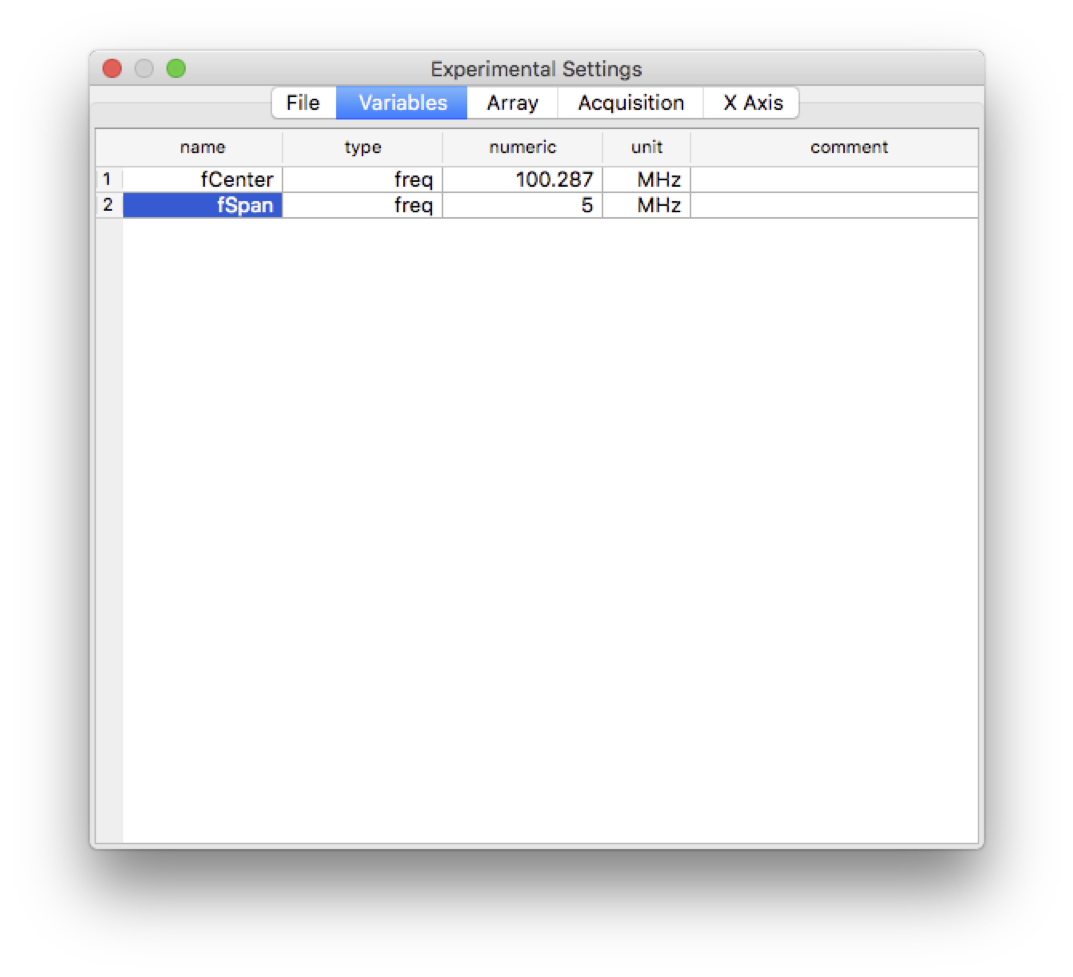 Experimental Settings
File Variables Array Acquisition X Axis
name type numeric unit comment
1 fCenter freq 100.287 MHz
2 fSpan freq 5 MHz